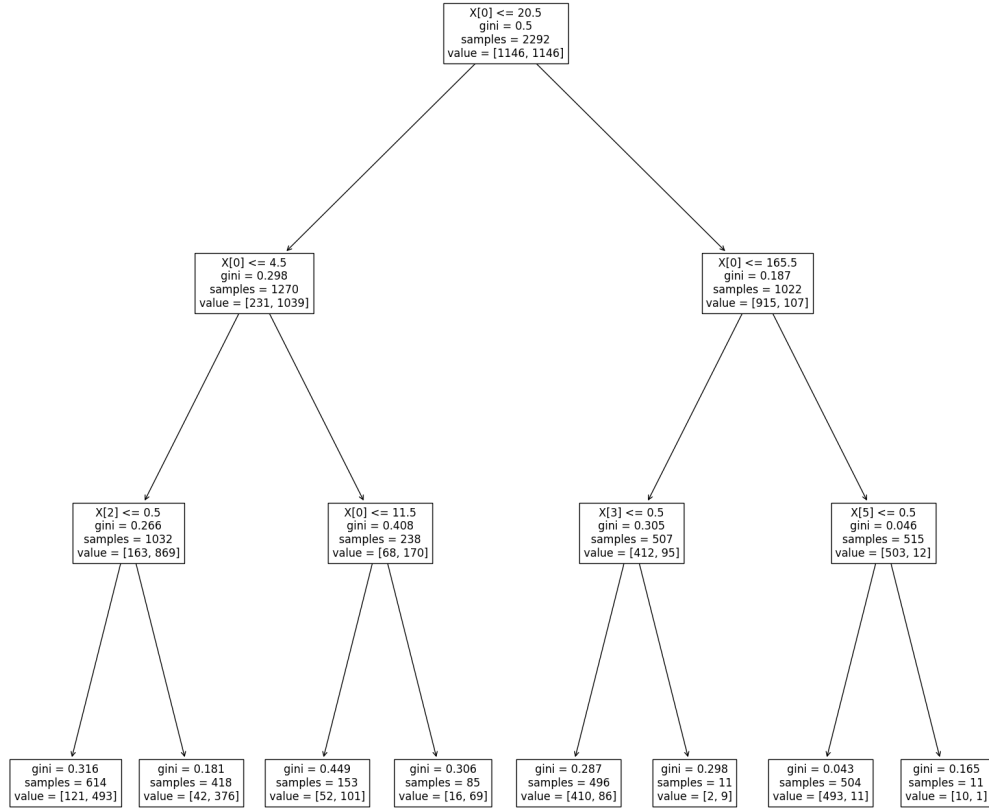 X[0] <= 20.5
gini = 0.5
samples = 2292
value = [1146, 1146]
X[0] <= 4.5
gini = 0.298
samples = 1270
value = [231, 1039]
X[0] <= 165.5
gini = 0.187
samples = 1022
value = [915, 107]
X[2] <= 0.5
gini = 0.266
samples = 1032
value = [163, 869]
X[0] <= 11.5
gini = 0.408
samples = 238
value = [68, 170]
X[3] <= 0.5
gini = 0.305
samples = 507
value = [412, 95]
X[5] <= 0.5
gini = 0.046
samples = 515
value = [503, 12]
gini = 0.316
samples = 614
value = [121, 493]
gini = 0.181
samples = 418
value = [42, 376]
gini = 0.449
samples = 153
value = [52, 101]
gini = 0.306
samples = 85
value = [16, 69]
gini = 0.287
samples = 496
value = [410, 86]
gini = 0.298
samples = 11
value = [2, 9]
gini = 0.043
samples = 504
value = [493, 11]
gini = 0.165
samples = 11
value = [10, 1]